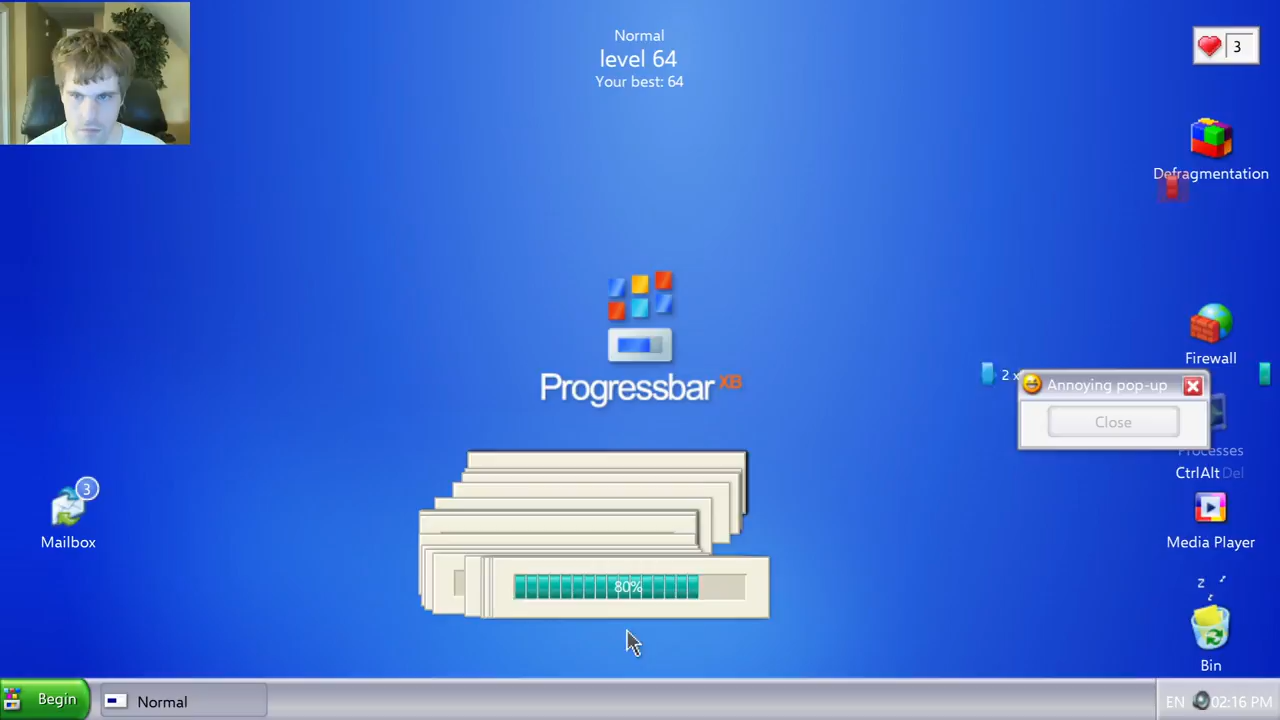 Normal
level 64
Your best: 64
3
Defragmentation
Firewall
2 x
Annoying pop-up
Close
Processes
CtrlAlt Del
Progressbar XB
80%
3
Mailbox
Media Player
z
Bin
Begin
Normal
EN
02:16 PM